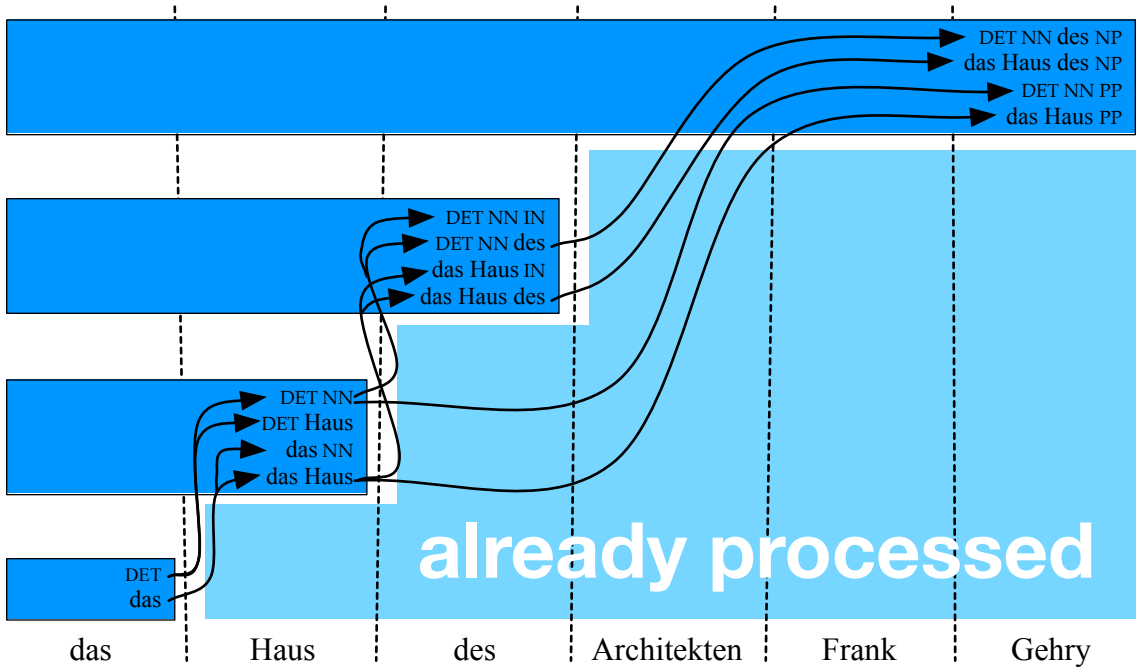 DET NN des NP
das Haus des NP
DET NN PP
das Haus PP
DET NN IN
DET NN des
das Haus IN
das Haus des
DET NN
DET Haus
das NN
das Haus
already processed
DET
das
das Haus des Architekten Frank Gehry